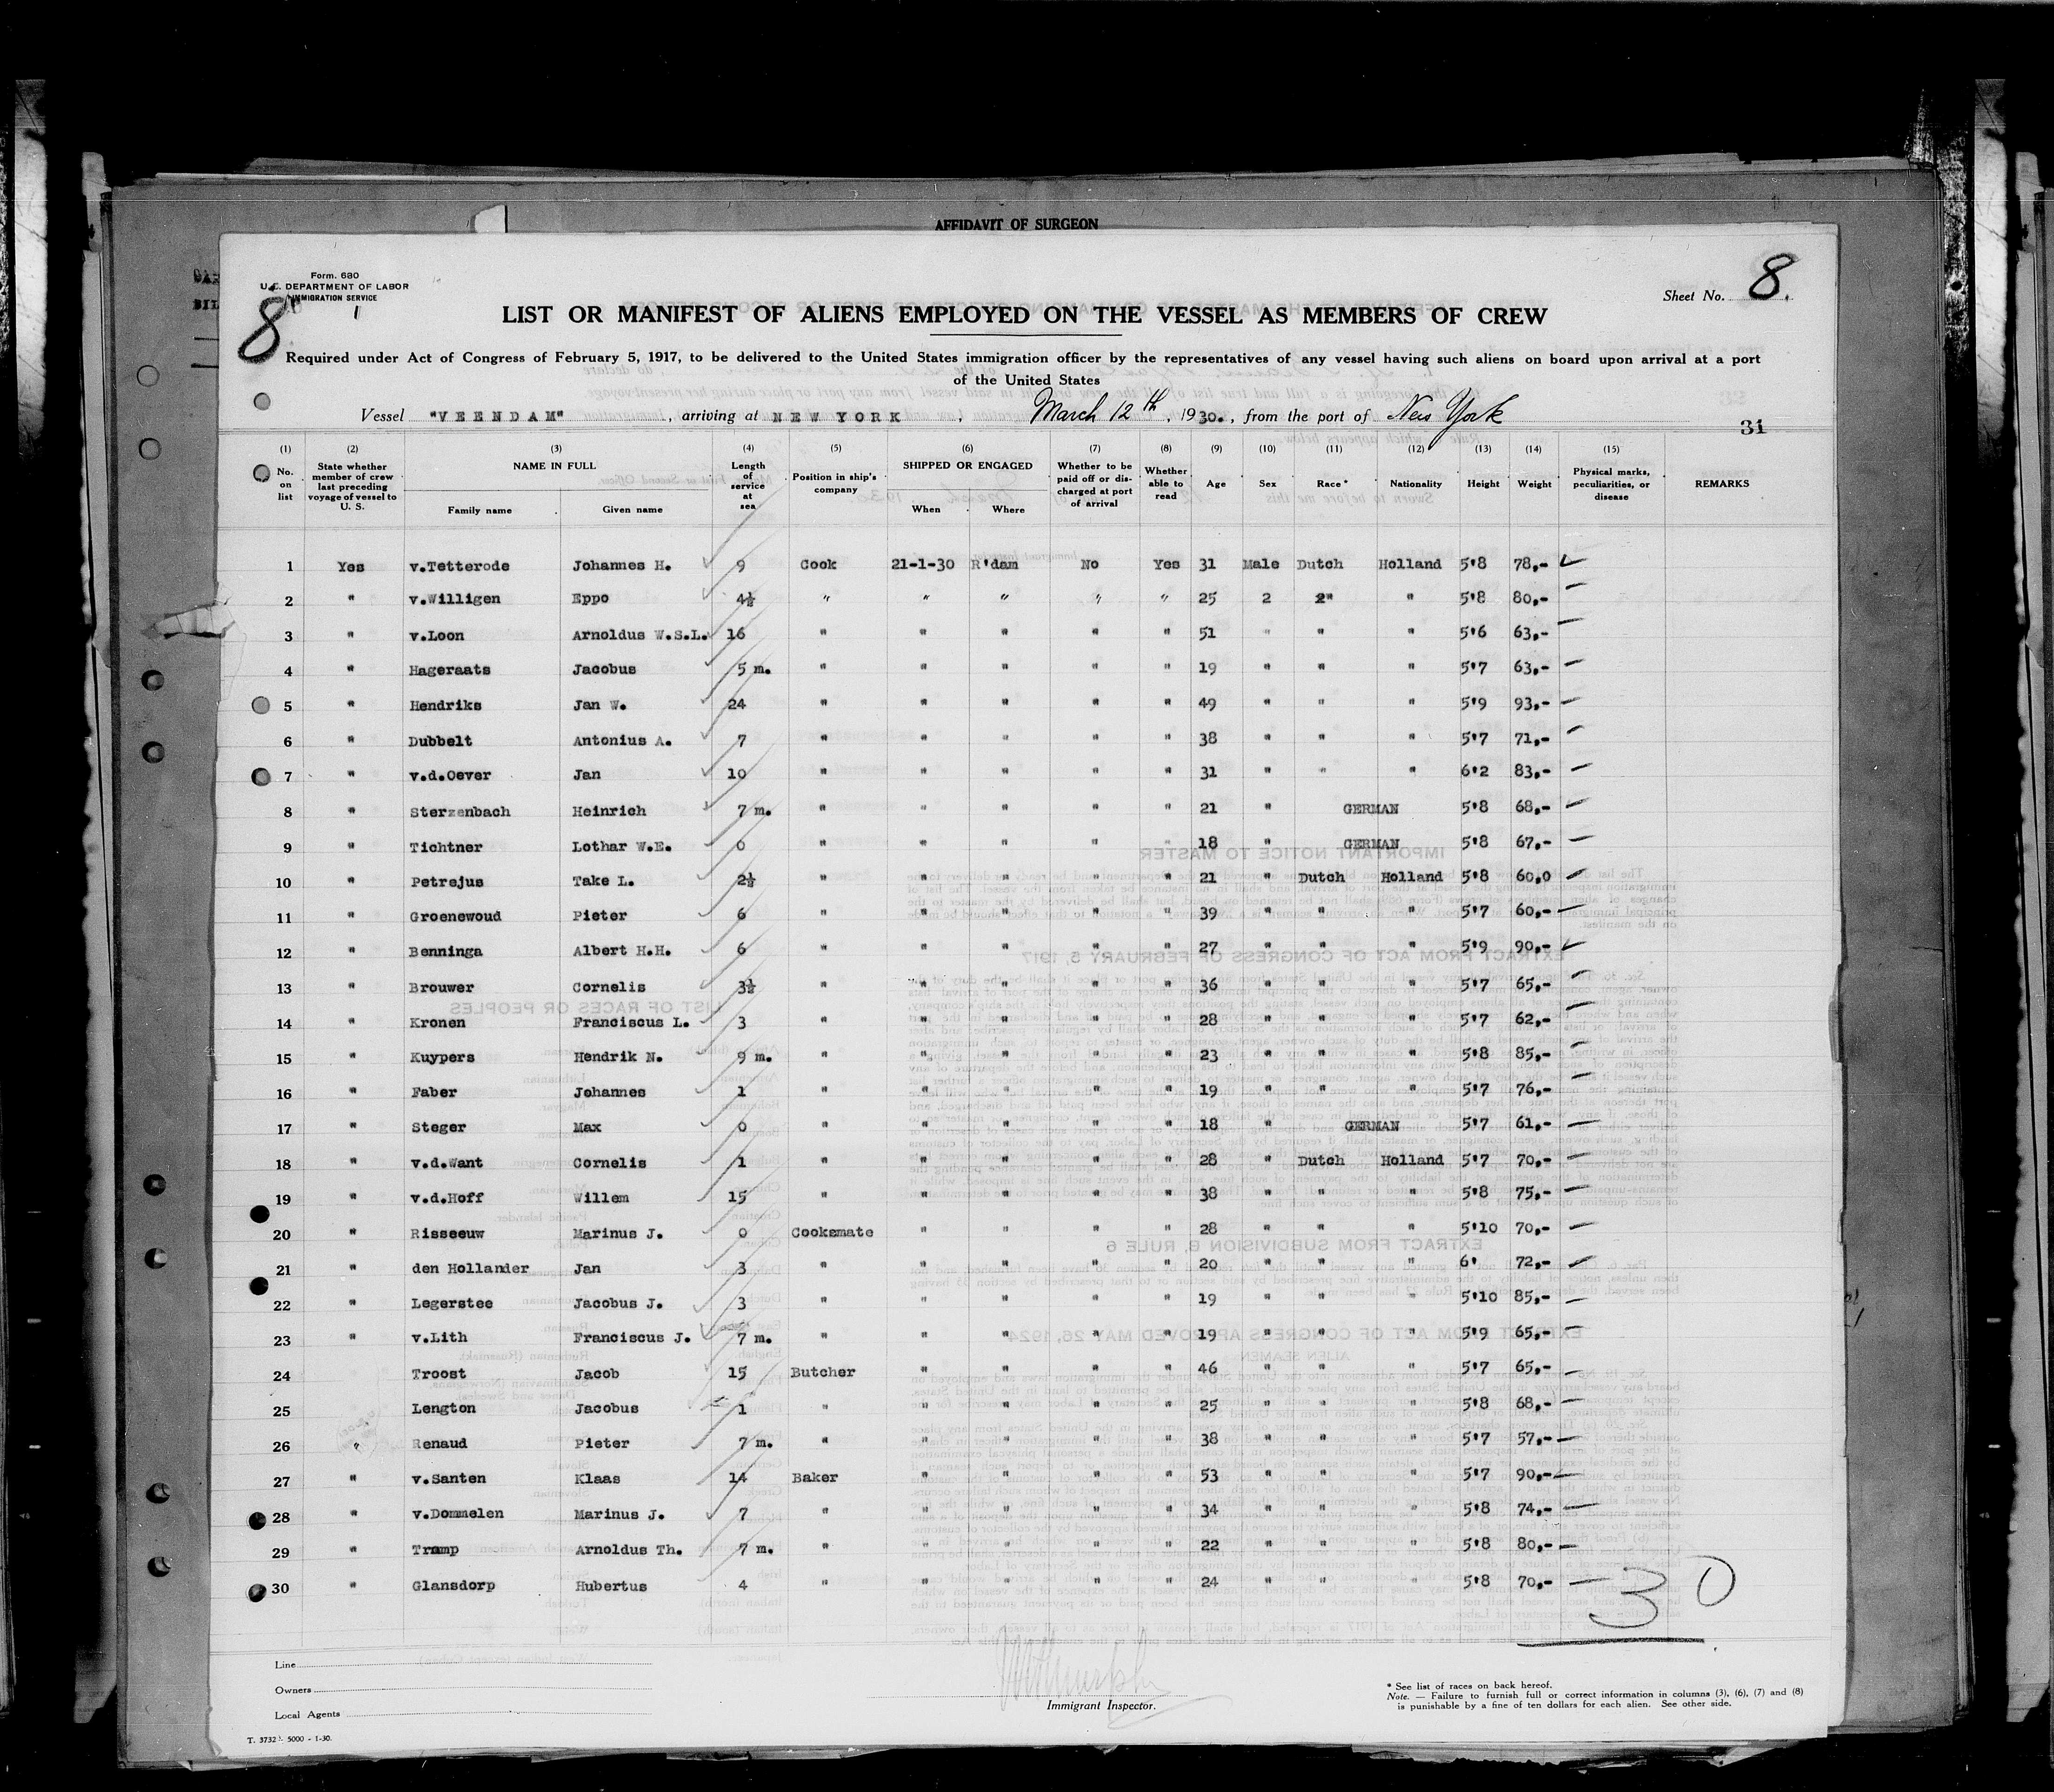 AFFIDAVIT OF SURGEON
Form. 680
U.S. DEPARTMENT OF LABOR
IMMIGRATION SERVICE
8
Sheet No. 8.
LIST OR MANIFEST OF ALIENS EMPLOYED ON THE VESSEL AS MEMBERS OF CREW
Required under Act of Congress of February 5, 1917, to be delivered to the United States immigration officer by the representatives of any vessel having such aliens on board upon arrival at a port
of the United States
Vessel "VEENDAM", arriving at NEW YORK, March 12th, 1930., from the port of New York
31
(1) (2) (3) (4) (5) (6) (7) (8) (9) (10) (11) (12) (13) (14) (15)
No. on list State whether member of crew last preceding voyage of vessel to U. S. NAME IN FULL Family name Given name Length of service at sea Position in ship's company SHIPPED OR ENGAGED When Where Whether to be paid off or discharged at port of arrival Whether able to read Age Sex Race* Nationality Height Weight Physical marks, peculiarities, or disease REMARKS
1 Yes v.Tetterode Johannes H. 9 Cook 21-1-30 R'dam No Yes 31 Male Dutch Holland 5'8 78,-
2 " v.Willigen Eppo 4½ " " " " " 25 2 2" " 5'8 80,-
3 " v.Loon Arnoldus W.S.L. 16 " " " " " 51 " " " 5'6 63,-
4 " Hageraats Jacobus 5 m. " " " " " 19 " " " 5'7 63,-
5 " Hendriks Jan W. 24 " " " " " 49 " " " 5'9 93,-
6 " Dubbelt Antonius A. 7 " " " " " 38 " " " 5'7 71,-
7 " v.d.Oever Jan 10 " " " " " 31 " " " 6'2 83,-
8 " Sterzenbach Heinrich 7 m. " " " " " 21 " GERMAN 5'8 68,-
9 " Tichtner Lothar W.E. 0 " " " " " 18 " GERMAN 5'8 67,-
10 " Petrejus Take L. 2½ " " " " " 21 " Dutch Holland 5'8 60,0
11 " Groenewoud Pieter 6 " " " " " 39 " " " 5'7 60,-
12 " Benninga Albert H.H. 6 " " " " " 27 " " " 5'9 90,-
13 " Brouwer Cornelis 3½ " " " " " 36 " " " 5'7 65,-
14 " Kronen Franciscus L. 3 " " " " " 28 " " " 5'7 62,-
15 " Kuypers Hendrik N. 9 m. " " " " " 23 " " " 5'8 85,-
16 " Faber Johannes 1 " " " " " 19 " " " 5'7 76,-
17 " Steger Max 0 " " " " " 18 " GERMAN 5'7 61,-
18 " v.d.Want Cornelis 1 " " " " " 28 " Dutch Holland 5'7 70,-
19 " v.d.Hoff Willem 15 " " " " " 38 " " " 5'8 75,-
20 " Risseeuw Marinus J. 0 Cooksmate " " " " 28 " " " 5'10 70,-
21 " den Hollander Jan 3 " " " " " 20 " " " 6' 72,-
22 " Legerstee Jacobus J. 3 " " " " " 19 " " " 5'10 85,-
23 " v.Lith Franciscus J. 7 m. " " " " " 19 " " " 5'9 65,-
24 " Troost Jacob 15 Butcher " " " " 46 " " " 5'7 65,-
25 " Lengton Jacobus 1 " " " " " 25 " " " 5'8 68,-
26 " Renaud Pieter 7 m. " " " " " 38 " " " 5'7 57,-
27 " v.Santen Klaas 14 Baker " " " " 53 " " " 5'7 90,-
28 " v.Dommelen Marinus J. 7 " " " " " 34 " " " 5'8 74,-
29 " Tramp Arnoldus Th. 7 m. " " " " " 22 " " " 5'8 80,-
30 " Glansdorp Hubertus 4 " " " " " 24 " " " 5'8 70,-
30
Line
Owners
Local Agents
Immigrant Inspector.
* See list of races on back hereof.
Note. — Failure to furnish full or correct information in columns (3), (6), (7) and (8)
is punishable by a fine of ten dollars for each alien. See other side.
T. 3732 5000 - 1-30.